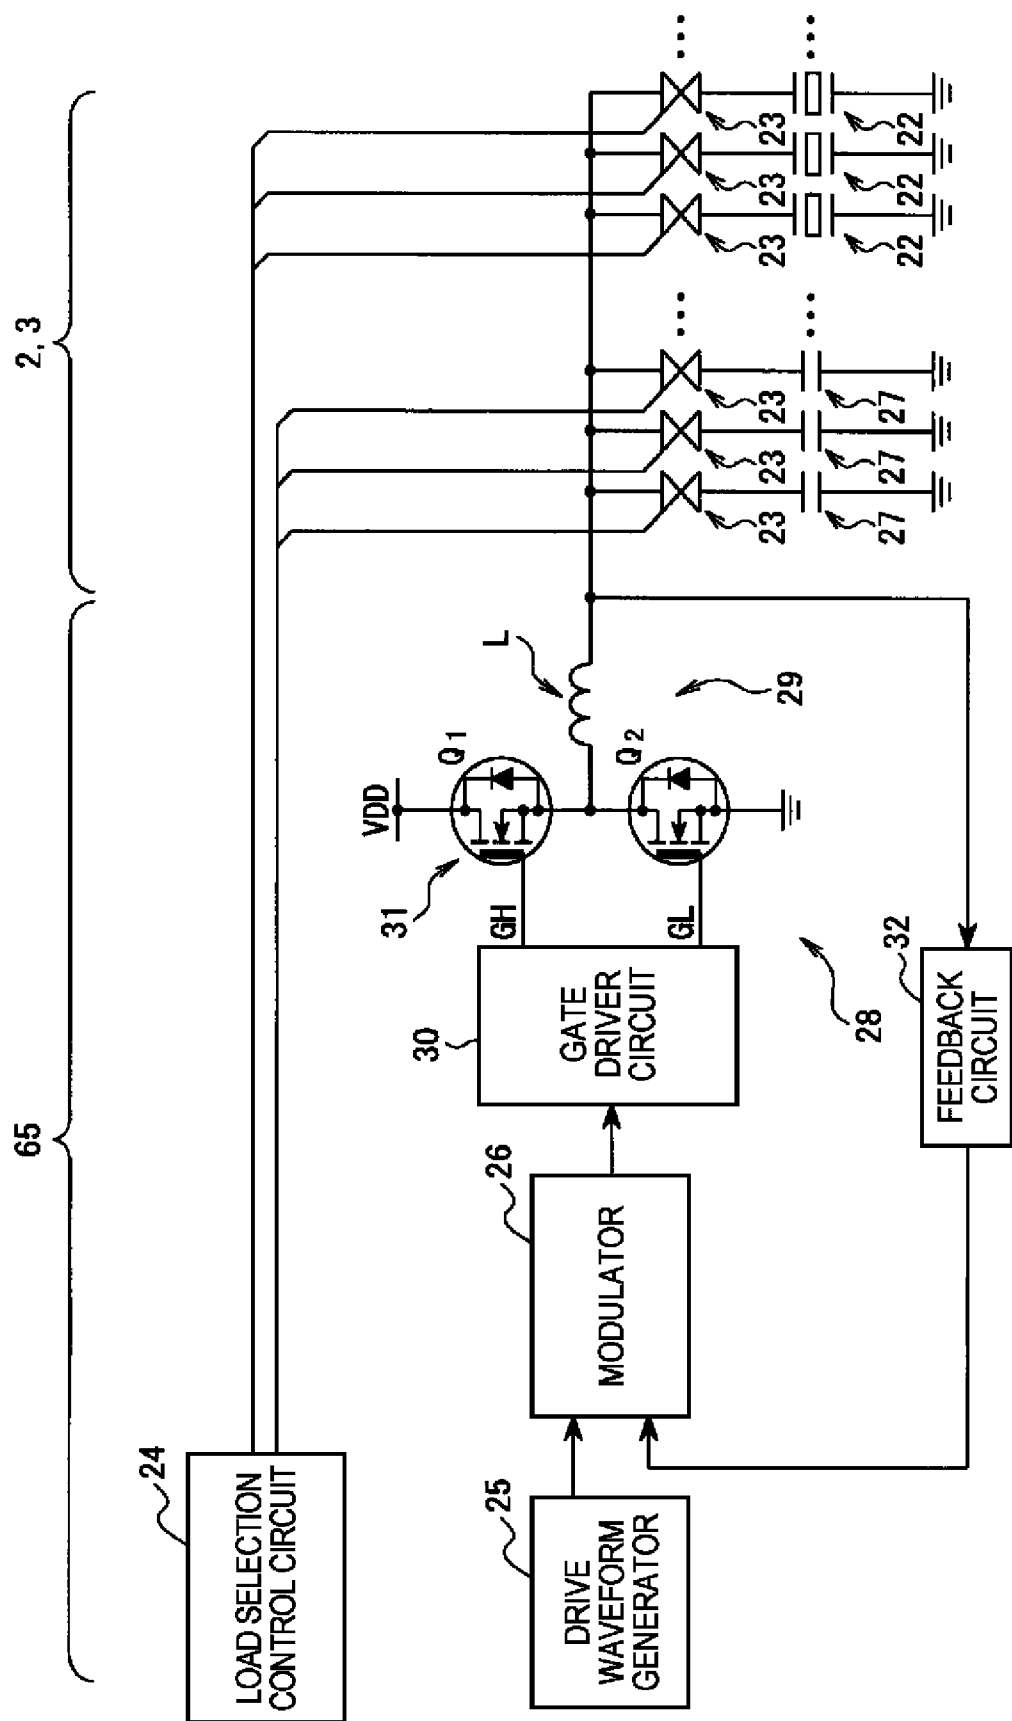 65
2, 3
24
LOAD SELECTION
CONTROL CIRCUIT
25
DRIVE
WAVEFORM
GENERATOR
26
MODULATOR
30
GATE
DRIVER
CIRCUIT
GH
GL
31
VDD
Q1
Q2
L
29
28
32
FEEDBACK
CIRCUIT
23
23
23
27
27
27
23
23
23
22
22
22